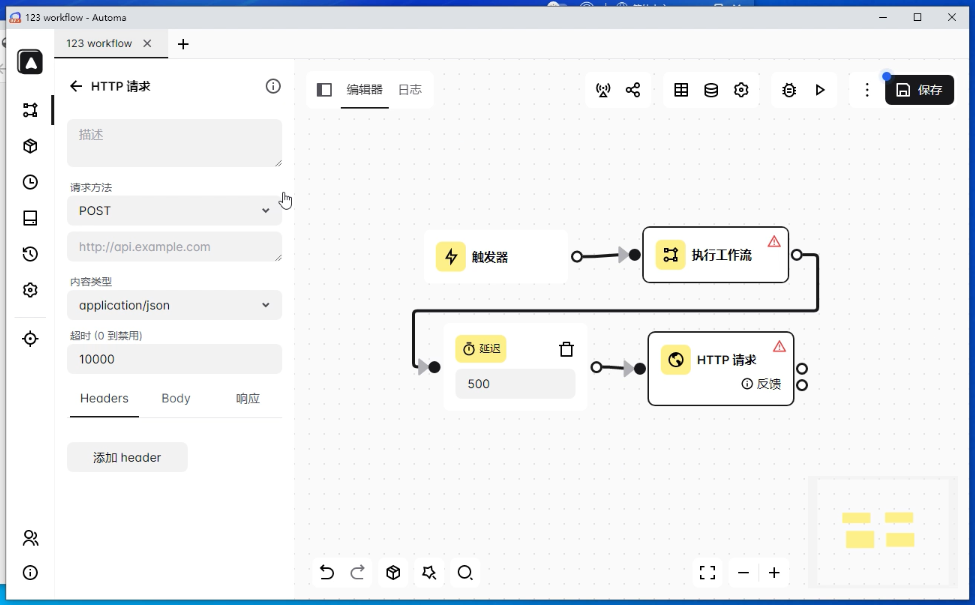 123 workflow - Automa
123 workflow
HTTP 请求
描述
请求方法
POST
http://api.example.com
内容类型
application/json
超时 (0 到禁用)
10000
Headers
Body
响应
添加 header
编辑器
日志
保存
触发器
执行工作流
延迟
500
HTTP 请求
反馈